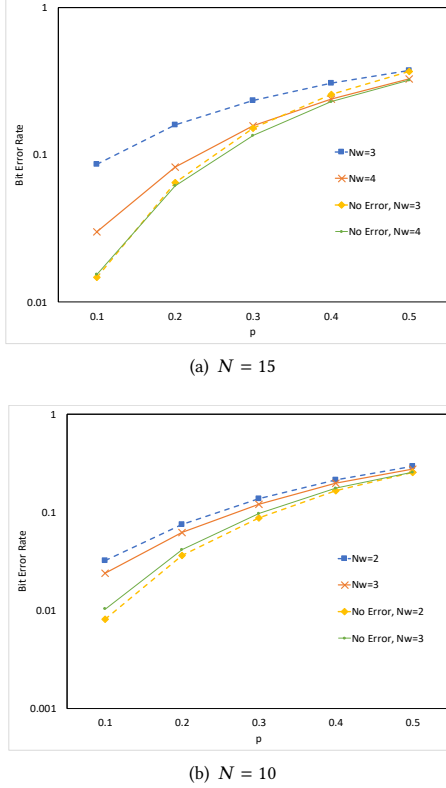 1
0.1
0.01
Bit Error Rate
0.1 0.2 0.3 0.4 0.5
p
Nw=3
Nw=4
No Error, Nw=3
No Error, Nw=4
(a) N = 15
1
0.1
0.01
0.001
Bit Error Rate
0.1 0.2 0.3 0.4 0.5
p
Nw=2
Nw=3
No Error, Nw=2
No Error, Nw=3
(b) N = 10